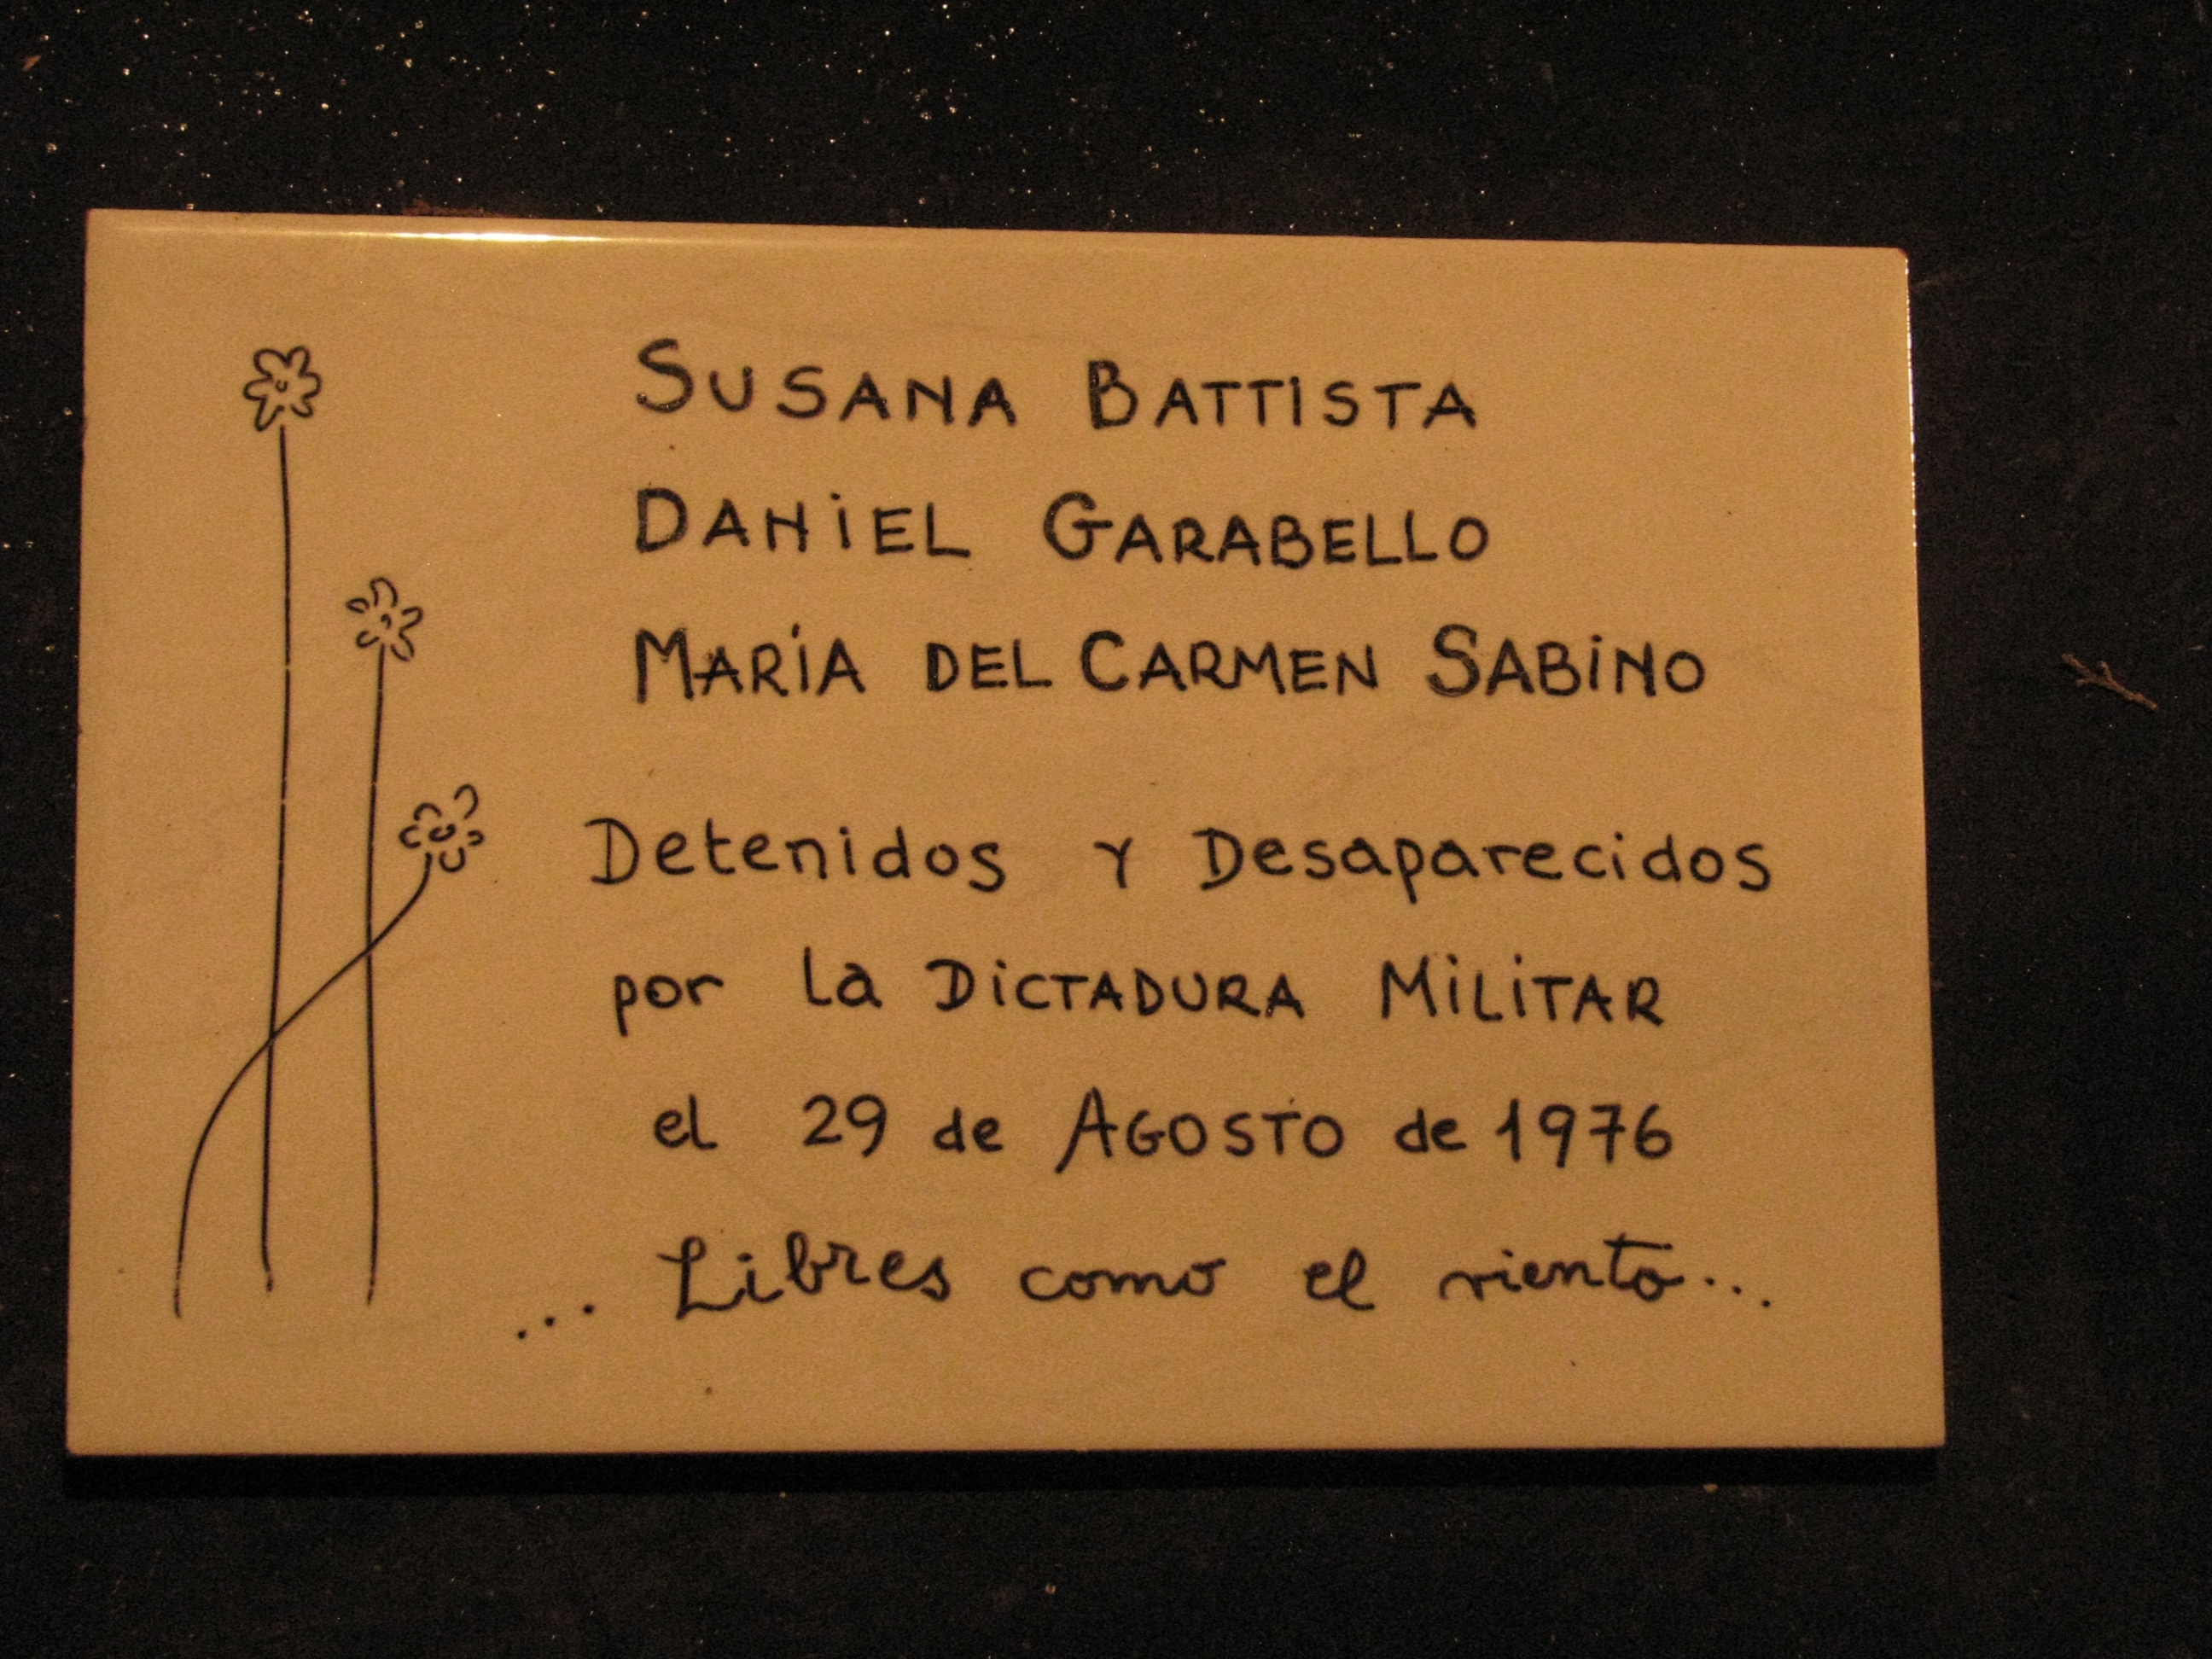 SUSANA BATTISTA
DANiEL GARABELLO
MARÍA DEL CARMEN SABiNO
Detenidos Y Desaparecidos
por la DiCTADURA MiLiTAR
el 29 de AGOSTO de 1976
... Libres como el viento...